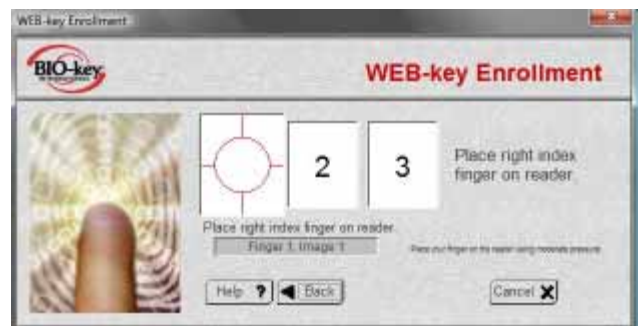 WEB-key Enrollment
BIO-key
WEB-key Enrollment
2
3
Place right index
finger on reader
Place right index finger on reader
Finger 1, Image 1
Place your finger on the reader using moderate pressure
Help ?
Back
Cancel X